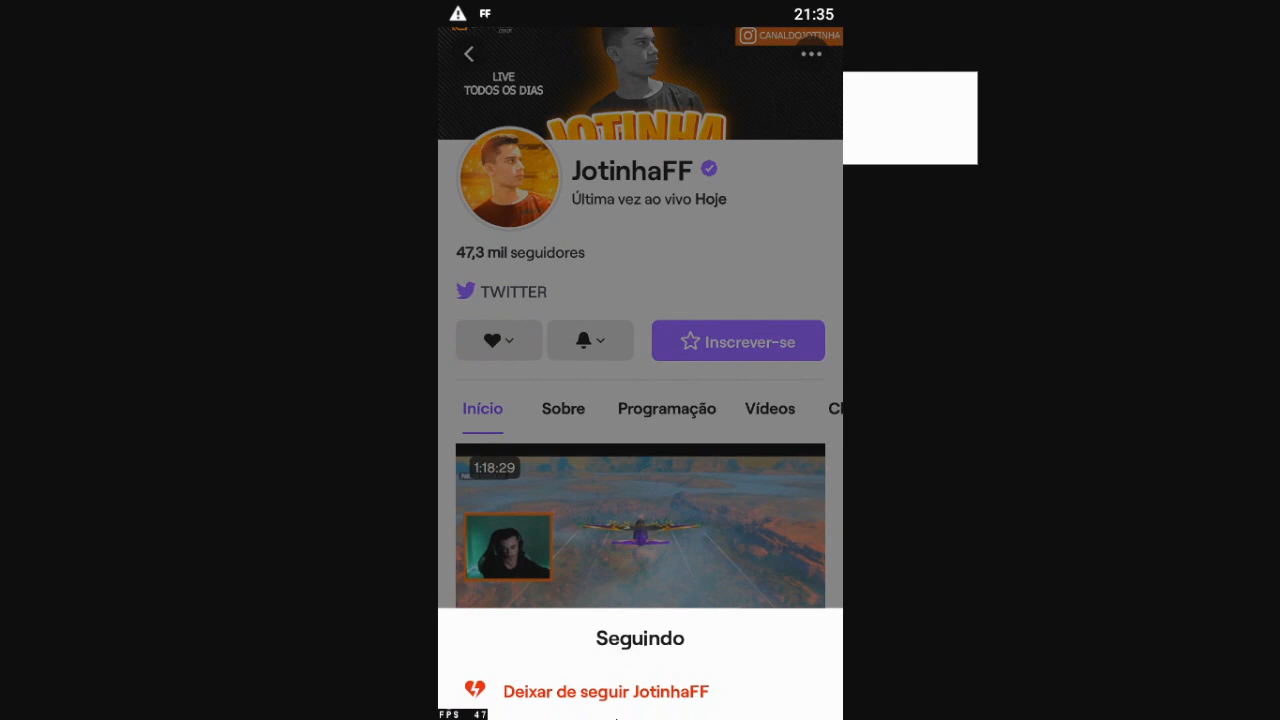 FF
21:35
CANALDOJOTINHA
LIVE
TODOS OS DIAS
JOTINHA
JotinhaFF
Última vez ao vivo Hoje
47,3 mil seguidores
TWITTER
Inscrever-se
Início Sobre Programação Vídeos
1:18:29
Seguindo
Deixar de seguir JotinhaFF
FPS 47